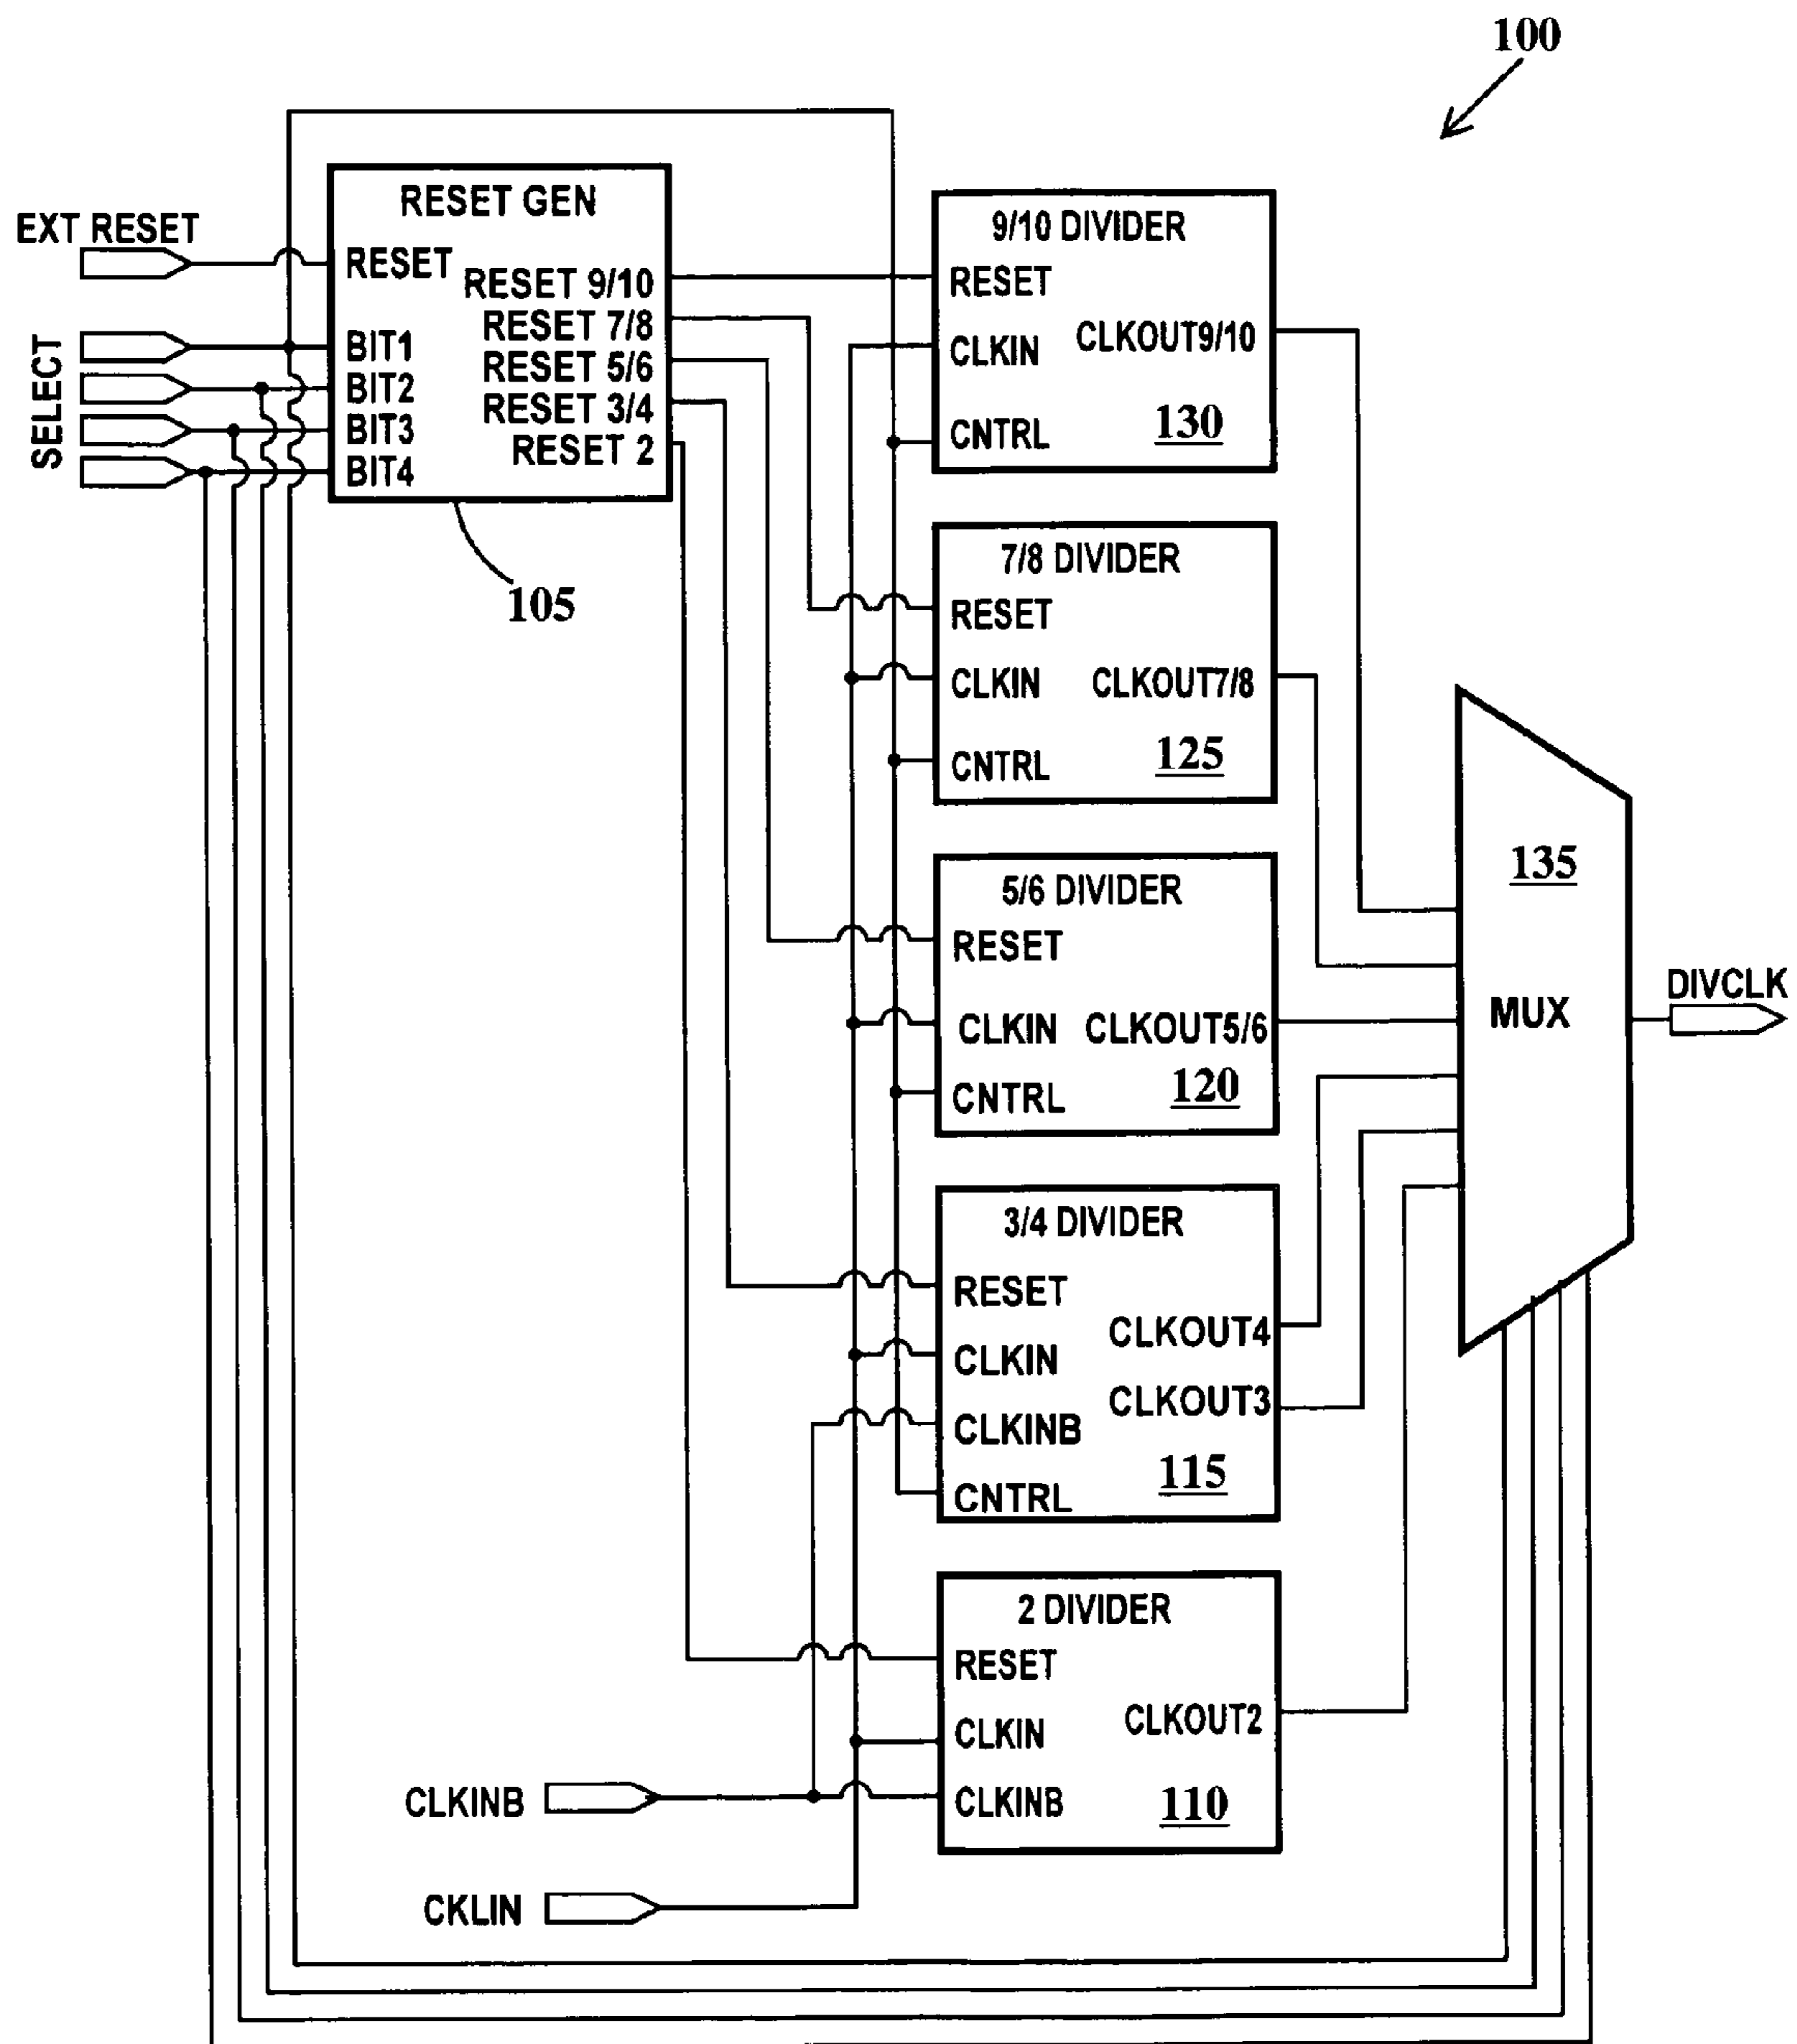 100
EXT RESET
SELECT
RESET GEN
RESET
BIT1
BIT2
BIT3
BIT4
RESET 9/10
RESET 7/8
RESET 5/6
RESET 3/4
RESET 2
105
9/10 DIVIDER
RESET
CLKIN
CLKOUT9/10
CNTRL
130
7/8 DIVIDER
RESET
CLKIN
CLKOUT7/8
CNTRL
125
5/6 DIVIDER
RESET
CLKIN
CLKOUT5/6
CNTRL
120
3/4 DIVIDER
RESET
CLKOUT4
CLKIN
CLKOUT3
CLKINB
CNTRL
115
2 DIVIDER
RESET
CLKIN
CLKOUT2
CLKINB
110
135
MUX
DIVCLK
CLKINB
CKLIN